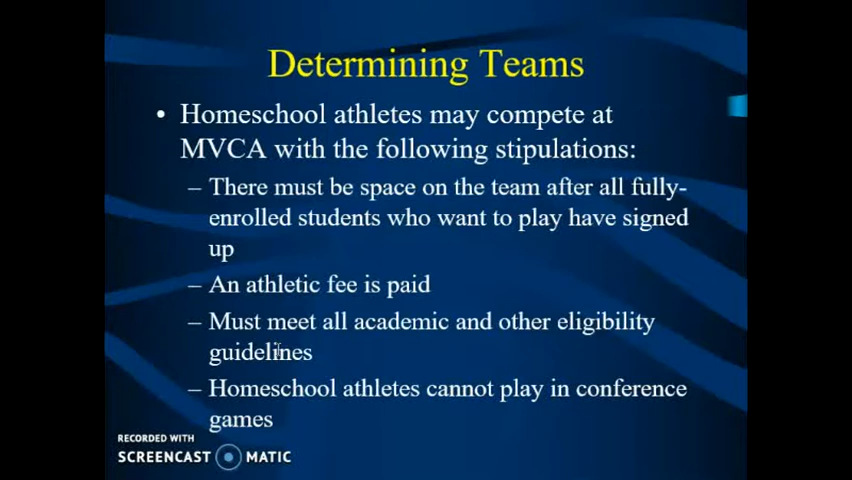 Determining Teams
• Homeschool athletes may compete at
MVCA with the following stipulations:
– There must be space on the team after all fully-
enrolled students who want to play have signed
up
– An athletic fee is paid
– Must meet all academic and other eligibility
guidelines
– Homeschool athletes cannot play in conference
games
RECORDED WITH
SCREENCAST MATIC